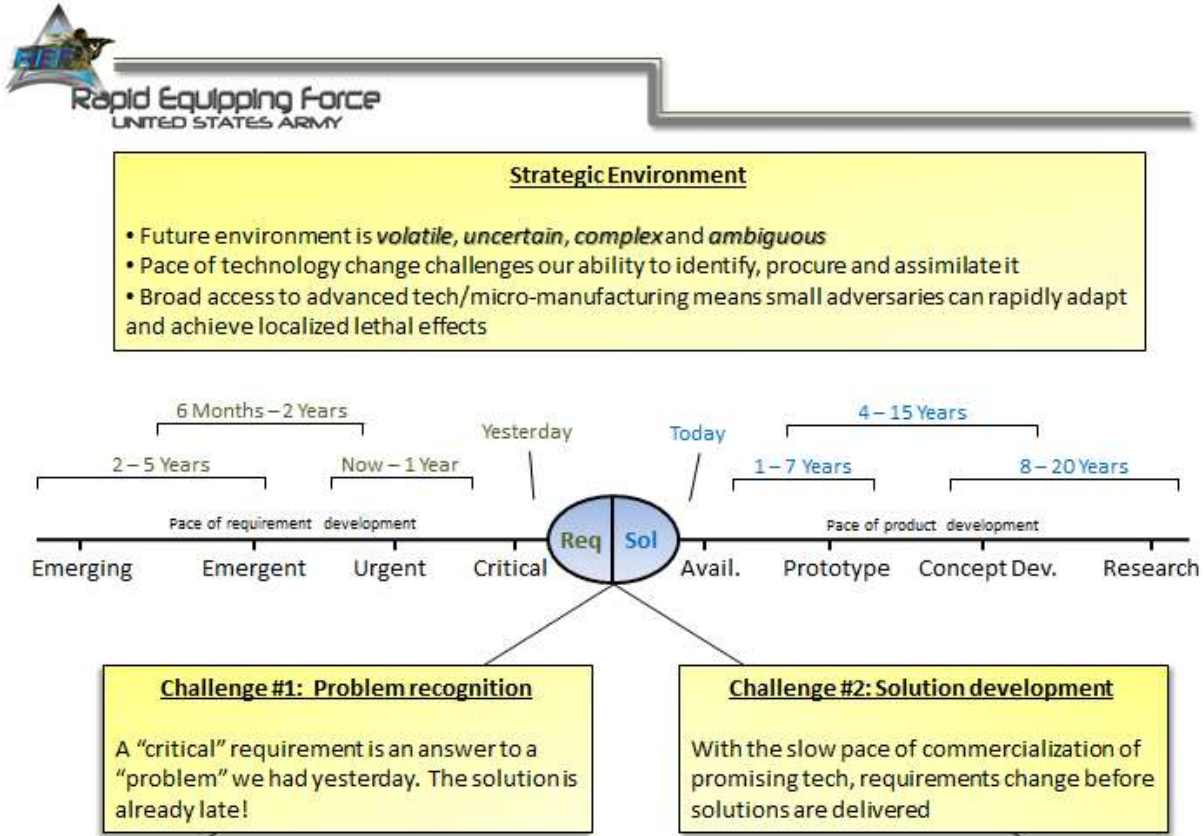 REF
Rapid Equipping Force
UNITED STATES ARMY
Strategic Environment
• Future environment is volatile, uncertain, complex and ambiguous
• Pace of technology change challenges our ability to identify, procure and assimilate it
• Broad access to advanced tech/micro-manufacturing means small adversaries can rapidly adapt
and achieve localized lethal effects
6 Months – 2 Years
4 – 15 Years
Yesterday
Today
2 – 5 Years
Now – 1 Year
1 – 7 Years
8 – 20 Years
Pace of requirement development
Pace of product development
Req
Sol
Emerging
Emergent
Urgent
Critical
Avail.
Prototype
Concept Dev.
Research
Challenge #1: Problem recognition
A “critical” requirement is an answer to a
“problem” we had yesterday. The solution is
already late!
Challenge #2: Solution development
With the slow pace of commercialization of
promising tech, requirements change before
solutions are delivered